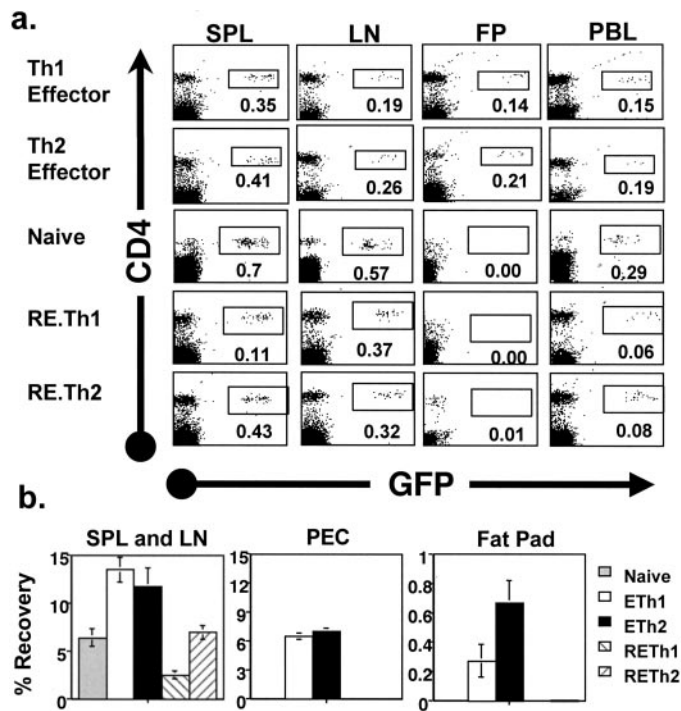 a.
SPL LN FP PBL
Th1 Effector 0.35 0.19 0.14 0.15
Th2 Effector 0.41 0.26 0.21 0.19
Naive 0.7 0.57 0.00 0.29
RE.Th1 0.11 0.37 0.00 0.06
RE.Th2 0.43 0.32 0.01 0.08
CD4
GFP
b.
SPL and LN PEC Fat Pad
% Recovery
15 10 5 0
15 12 9 6 3 0
1 0.8 0.6 0.4 0.2 0
Naive
ETh1
ETh2
RETh1
RETh2